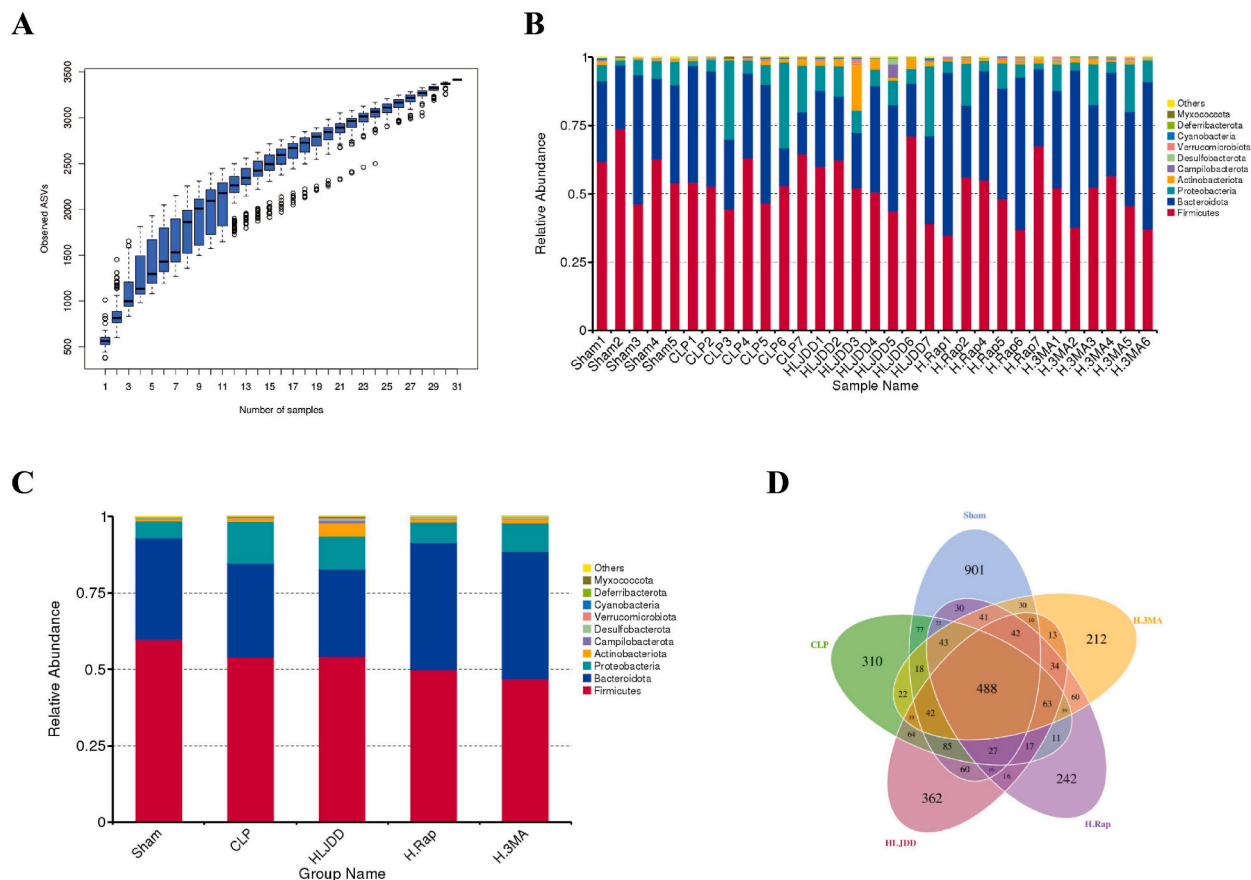 A
Observed ASVs
3500
3000
2500
2000
1500
1000
500
1 3 5 7 9 11 13 15 17 19 21 23 25 27 29 31
Number of samples
B
Relative Abundance
1
0.75
0.5
0.25
0
Sham1 Sham2 Sham3 Sham4 Sham5 CLP1 CLP2 CLP3 CLP4 CLP5 CLP6 CLP7 HLJDD1 HLJDD2 HLJDD3 HLJDD4 HLJDD5 HLJDD6 HLJDD7 H.Rap1 H.Rap2 H.Rap4 H.Rap5 H.Rap6 H.Rap7 H.3MA1 H.3MA2 H.3MA3 H.3MA4 H.3MA5 H.3MA6
Sample Name
Others
Myxococcota
Deferribacterota
Cyanobacteria
Verrucomicrobiota
Desulfobacterota
Campilobacterota
Actinobacteriota
Proteobacteria
Bacteroidota
Firmicutes
C
Relative Abundance
1
0.75
0.5
0.25
0
Sham CLP HLJDD H.Rap H.3MA
Group Name
Others
Myxococcota
Deferribacterota
Cyanobacteria
Verrucomicrobiota
Desulfobacterota
Campilobacterota
Actinobacteriota
Proteobacteria
Bacteroidota
Firmicutes
D
Sham
901
30 30
41
H.3MA
77 42 13 212
43
CLP
310 18 34
22 488 60
42 63
64 11
85 27 17
60 16
362 242
H.Rap
HLJDD